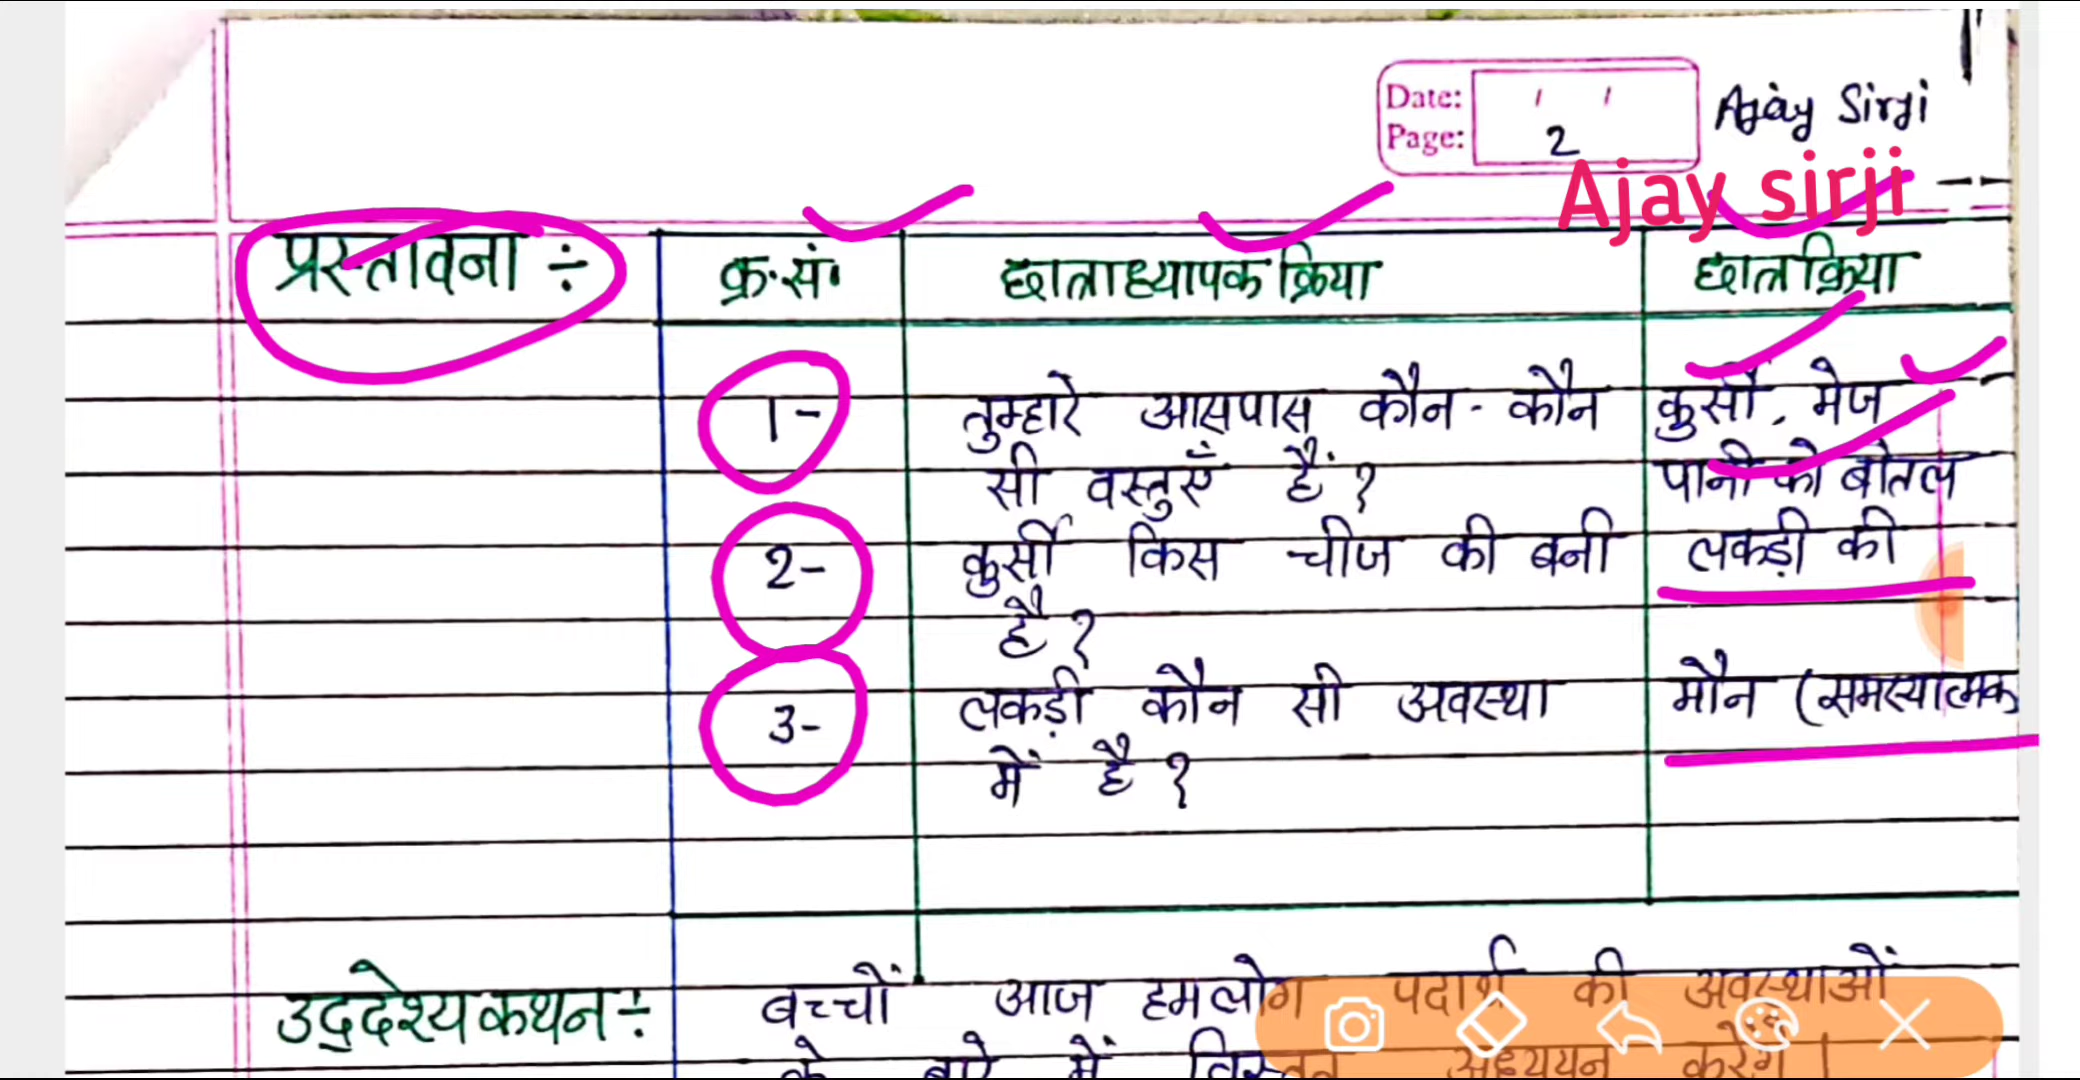 Date: / /
Page: 2
Ajay Sirji
Ajay sirji
प्रस्तावना ÷ क्र.सं. छात्राध्यापक क्रिया छात्र क्रिया
1- तुम्हारे आसपास कौन-कौन कुर्सी, मेज
सी वस्तुएँ हैं? पानी की बोतल
2- कुर्सी किस चीज की बनी लकड़ी की
है?
3- लकड़ी कौन सी अवस्था मौन (समस्यात्मक
में है?
उद्देश्य कथन ÷ बच्चों आज हमलोग पदार्थ की अवस्थाओं
के बारे में विस्तृत अध्ययन करेंगे।